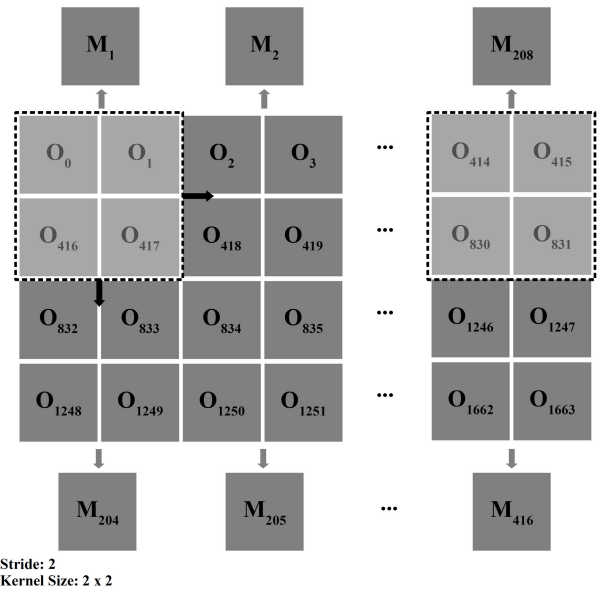 M₁ M₂ M₂₀₈
O₀ O₁ O₂ O₃ ... O₄₁₄ O₄₁₅
O₄₁₆ O₄₁₇ O₄₁₈ O₄₁₉ ... O₈₃₀ O₈₃₁
O₈₃₂ O₈₃₃ O₈₃₄ O₈₃₅ ... O₁₂₄₆ O₁₂₄₇
O₁₂₄₈ O₁₂₄₉ O₁₂₅₀ O₁₂₅₁ ... O₁₆₆₂ O₁₆₆₃
M₂₀₄ M₂₀₅ ... M₄₁₆
Stride: 2
Kernel Size: 2 x 2